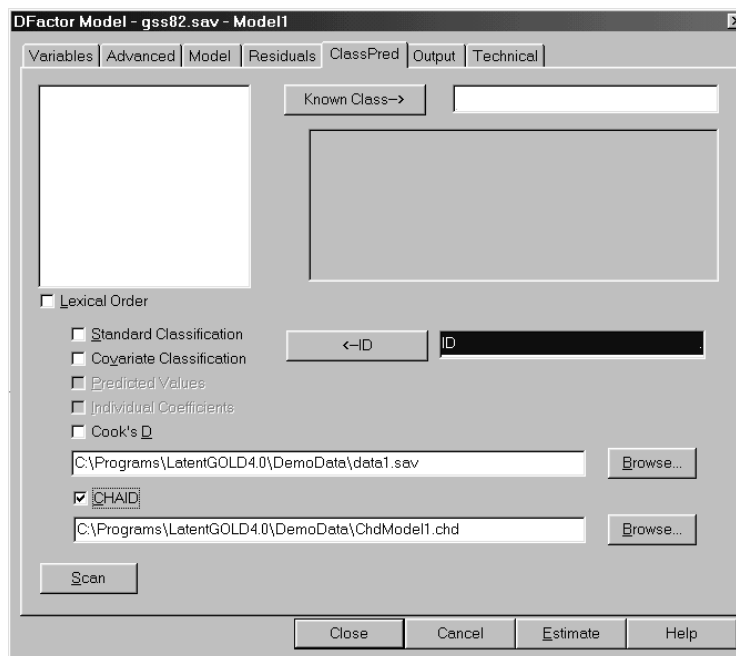 DFactor Model - gss82.sav - Model1
Variables Advanced Model Residuals ClassPred Output Technical
Known Class-->
Lexical Order
Standard Classification
<--ID
ID .
Covariate Classification
Predicted Values
Individual Coefficients
Cook's D
C:\Programs\LatentGOLD4.0\DemoData\data1.sav
Browse...
CHAID
C:\Programs\LatentGOLD4.0\DemoData\ChdModel1.chd
Browse...
Scan
Close Cancel Estimate Help